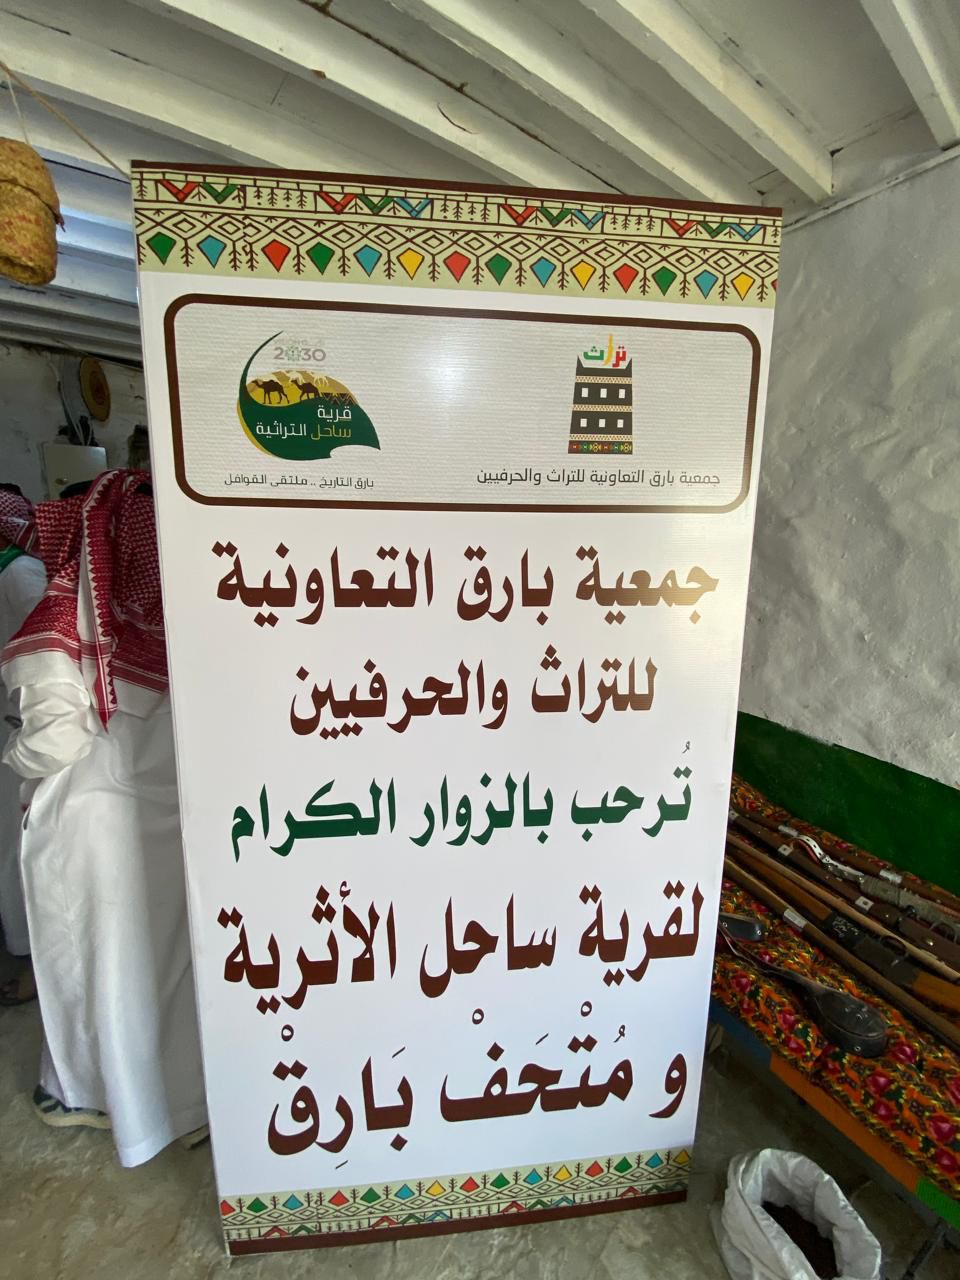 تراث
2030
قرية
ساحل التراثية
جمعية بارق التعاونية للتراث والحرفيين
بارق التاريخ .. ملتقى القوافل
جمعية بارق التعاونية
للتراث والحرفيين
تُرحب بالزوار الكرام
لقرية ساحل الأثرية
و مُتْحَفْ بَارِقْ